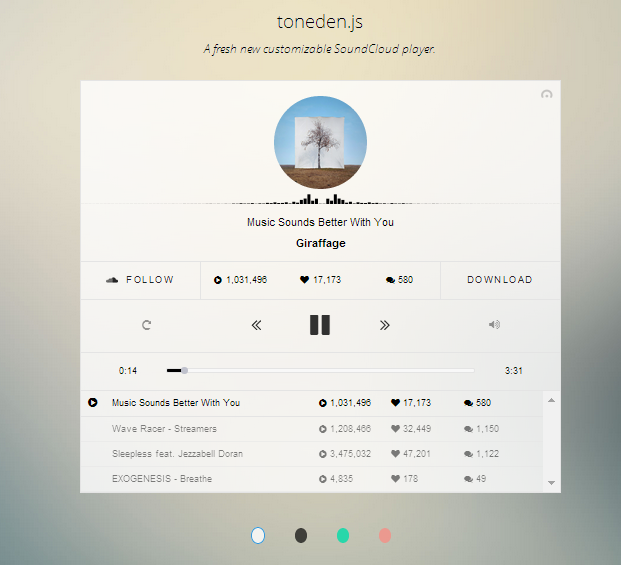 toneden.js
A fresh new customizable SoundCloud player.
Music Sounds Better With You
Giraffage
FOLLOW 1,031,496 17,173 580 DOWNLOAD
0:14 3:31
Music Sounds Better With You 1,031,496 17,173 580
Wave Racer - Streamers 1,208,466 32,449 1,150
Sleepless feat. Jezzabell Doran 3,475,032 47,201 1,122
EXOGENESIS - Breathe 4,835 178 49